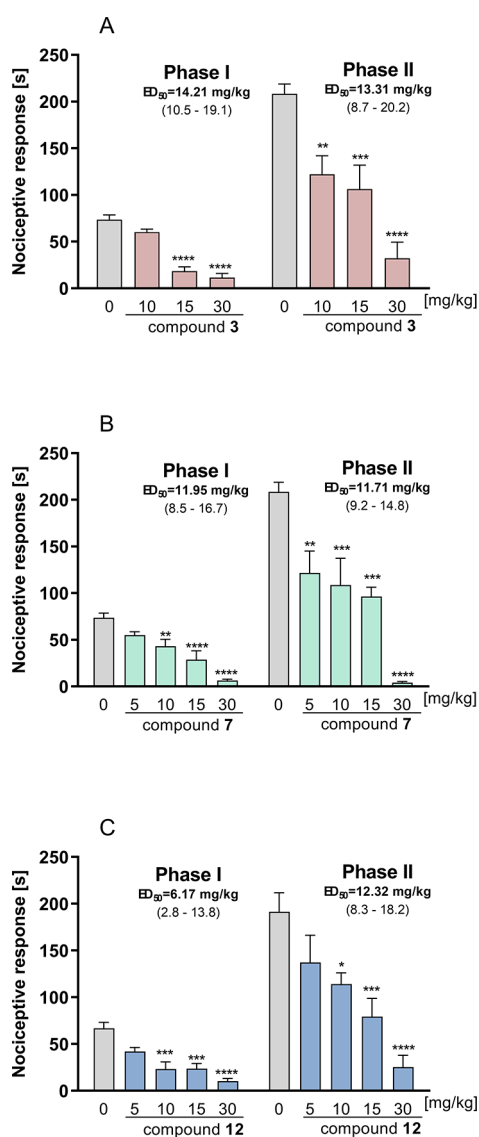 A
Nociceptive response [s]
250
200
150
100
50
0
Phase I
ED50=14.21 mg/kg
(10.5 - 19.1)
Phase II
ED50=13.31 mg/kg
(8.7 - 20.2)
**** ****
** *** ****
0 10 15 30 0 10 15 30 [mg/kg]
compound 3 compound 3
B
Nociceptive response [s]
250
200
150
100
50
0
Phase I
ED50=11.95 mg/kg
(8.5 - 16.7)
Phase II
ED50=11.71 mg/kg
(9.2 - 14.8)
** **** ****
** *** *** ****
0 5 10 15 30 0 5 10 15 30 [mg/kg]
compound 7 compound 7
C
Nociceptive response [s]
250
200
150
100
50
0
Phase I
ED50=6.17 mg/kg
(2.8 - 13.8)
Phase II
ED50=12.32 mg/kg
(8.3 - 18.2)
*** *** ****
* *** ****
0 5 10 15 30 0 5 10 15 30 [mg/kg]
compound 12 compound 12